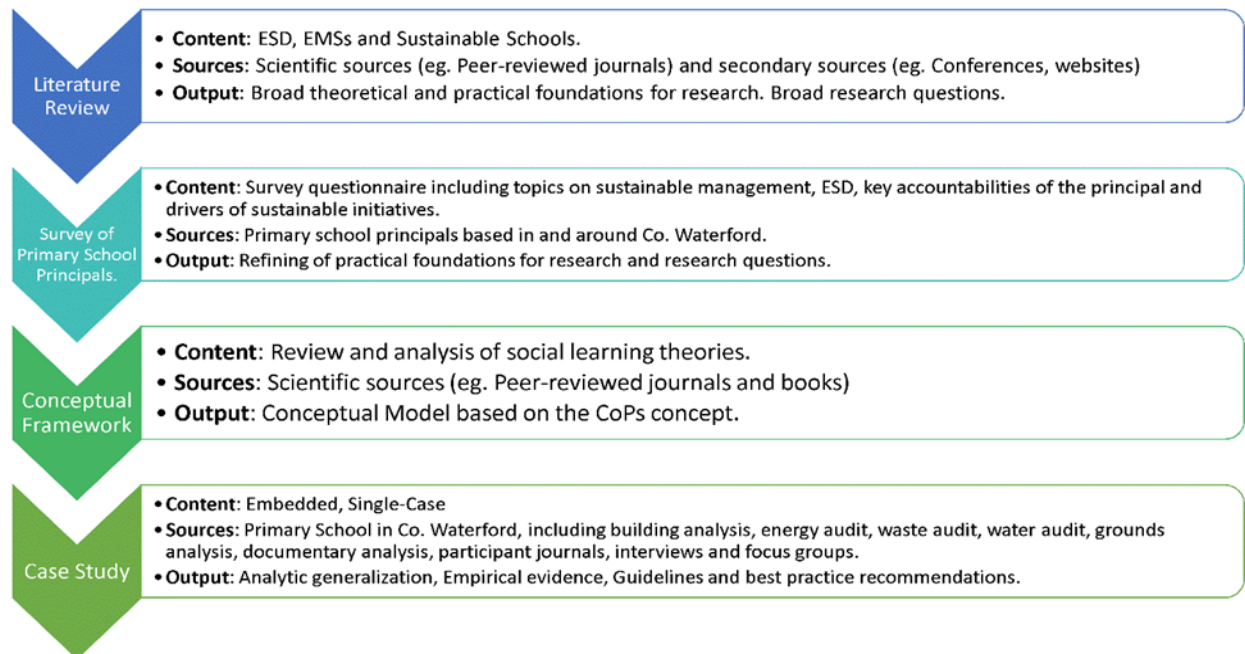 Literature
Review
• Content: ESD, EMSs and Sustainable Schools.
• Sources: Scientific sources (eg. Peer-reviewed journals) and secondary sources (eg. Conferences, websites)
• Output: Broad theoretical and practical foundations for research. Broad research questions.
Survey of
Primary School
Principals.
• Content: Survey questionnaire including topics on sustainable management, ESD, key accountabilities of the principal and
drivers of sustainable initiatives.
• Sources: Primary school principals based in and around Co. Waterford.
• Output: Refining of practical foundations for research and research questions.
Conceptual
Framework
• Content: Review and analysis of social learning theories.
• Sources: Scientific sources (eg. Peer-reviewed journals and books)
• Output: Conceptual Model based on the CoPs concept.
Case Study
• Content: Embedded, Single-Case
• Sources: Primary School in Co. Waterford, including building analysis, energy audit, waste audit, water audit, grounds
analysis, documentary analysis, participant journals, interviews and focus groups.
• Output: Analytic generalization, Empirical evidence, Guidelines and best practice recommendations.